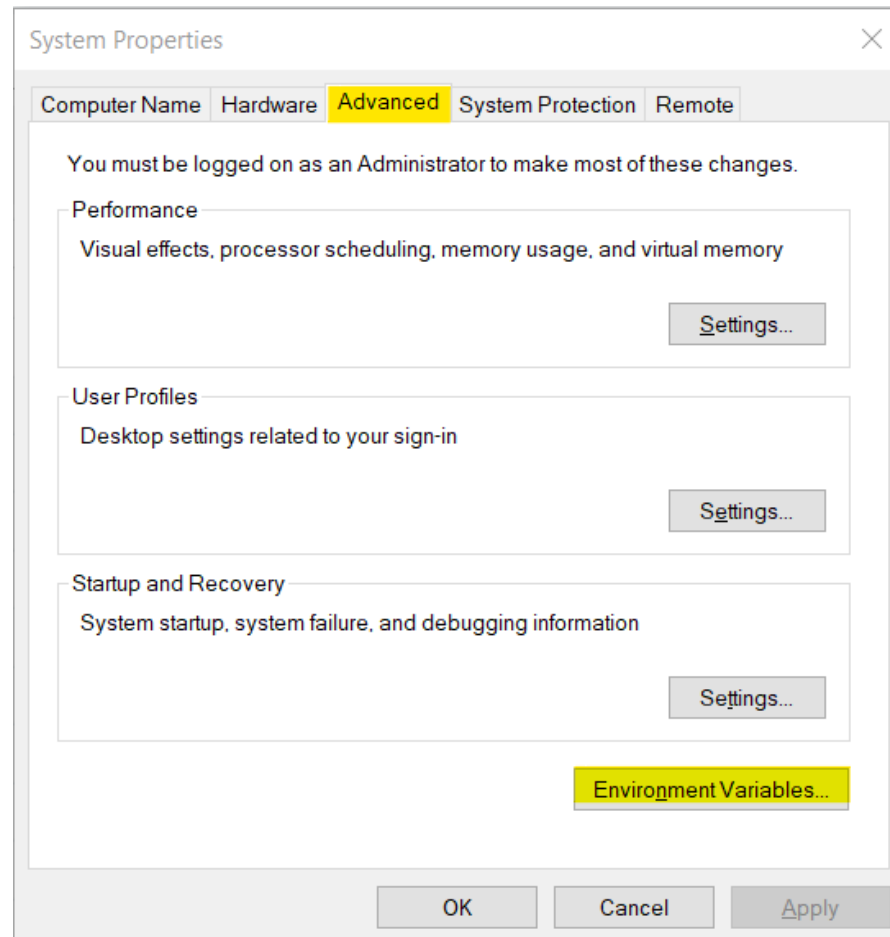 System Properties
Computer Name Hardware Advanced System Protection Remote
You must be logged on as an Administrator to make most of these changes.
Performance
Visual effects, processor scheduling, memory usage, and virtual memory
Settings...
User Profiles
Desktop settings related to your sign-in
Settings...
Startup and Recovery
System startup, system failure, and debugging information
Settings...
Environment Variables...
OK Cancel Apply